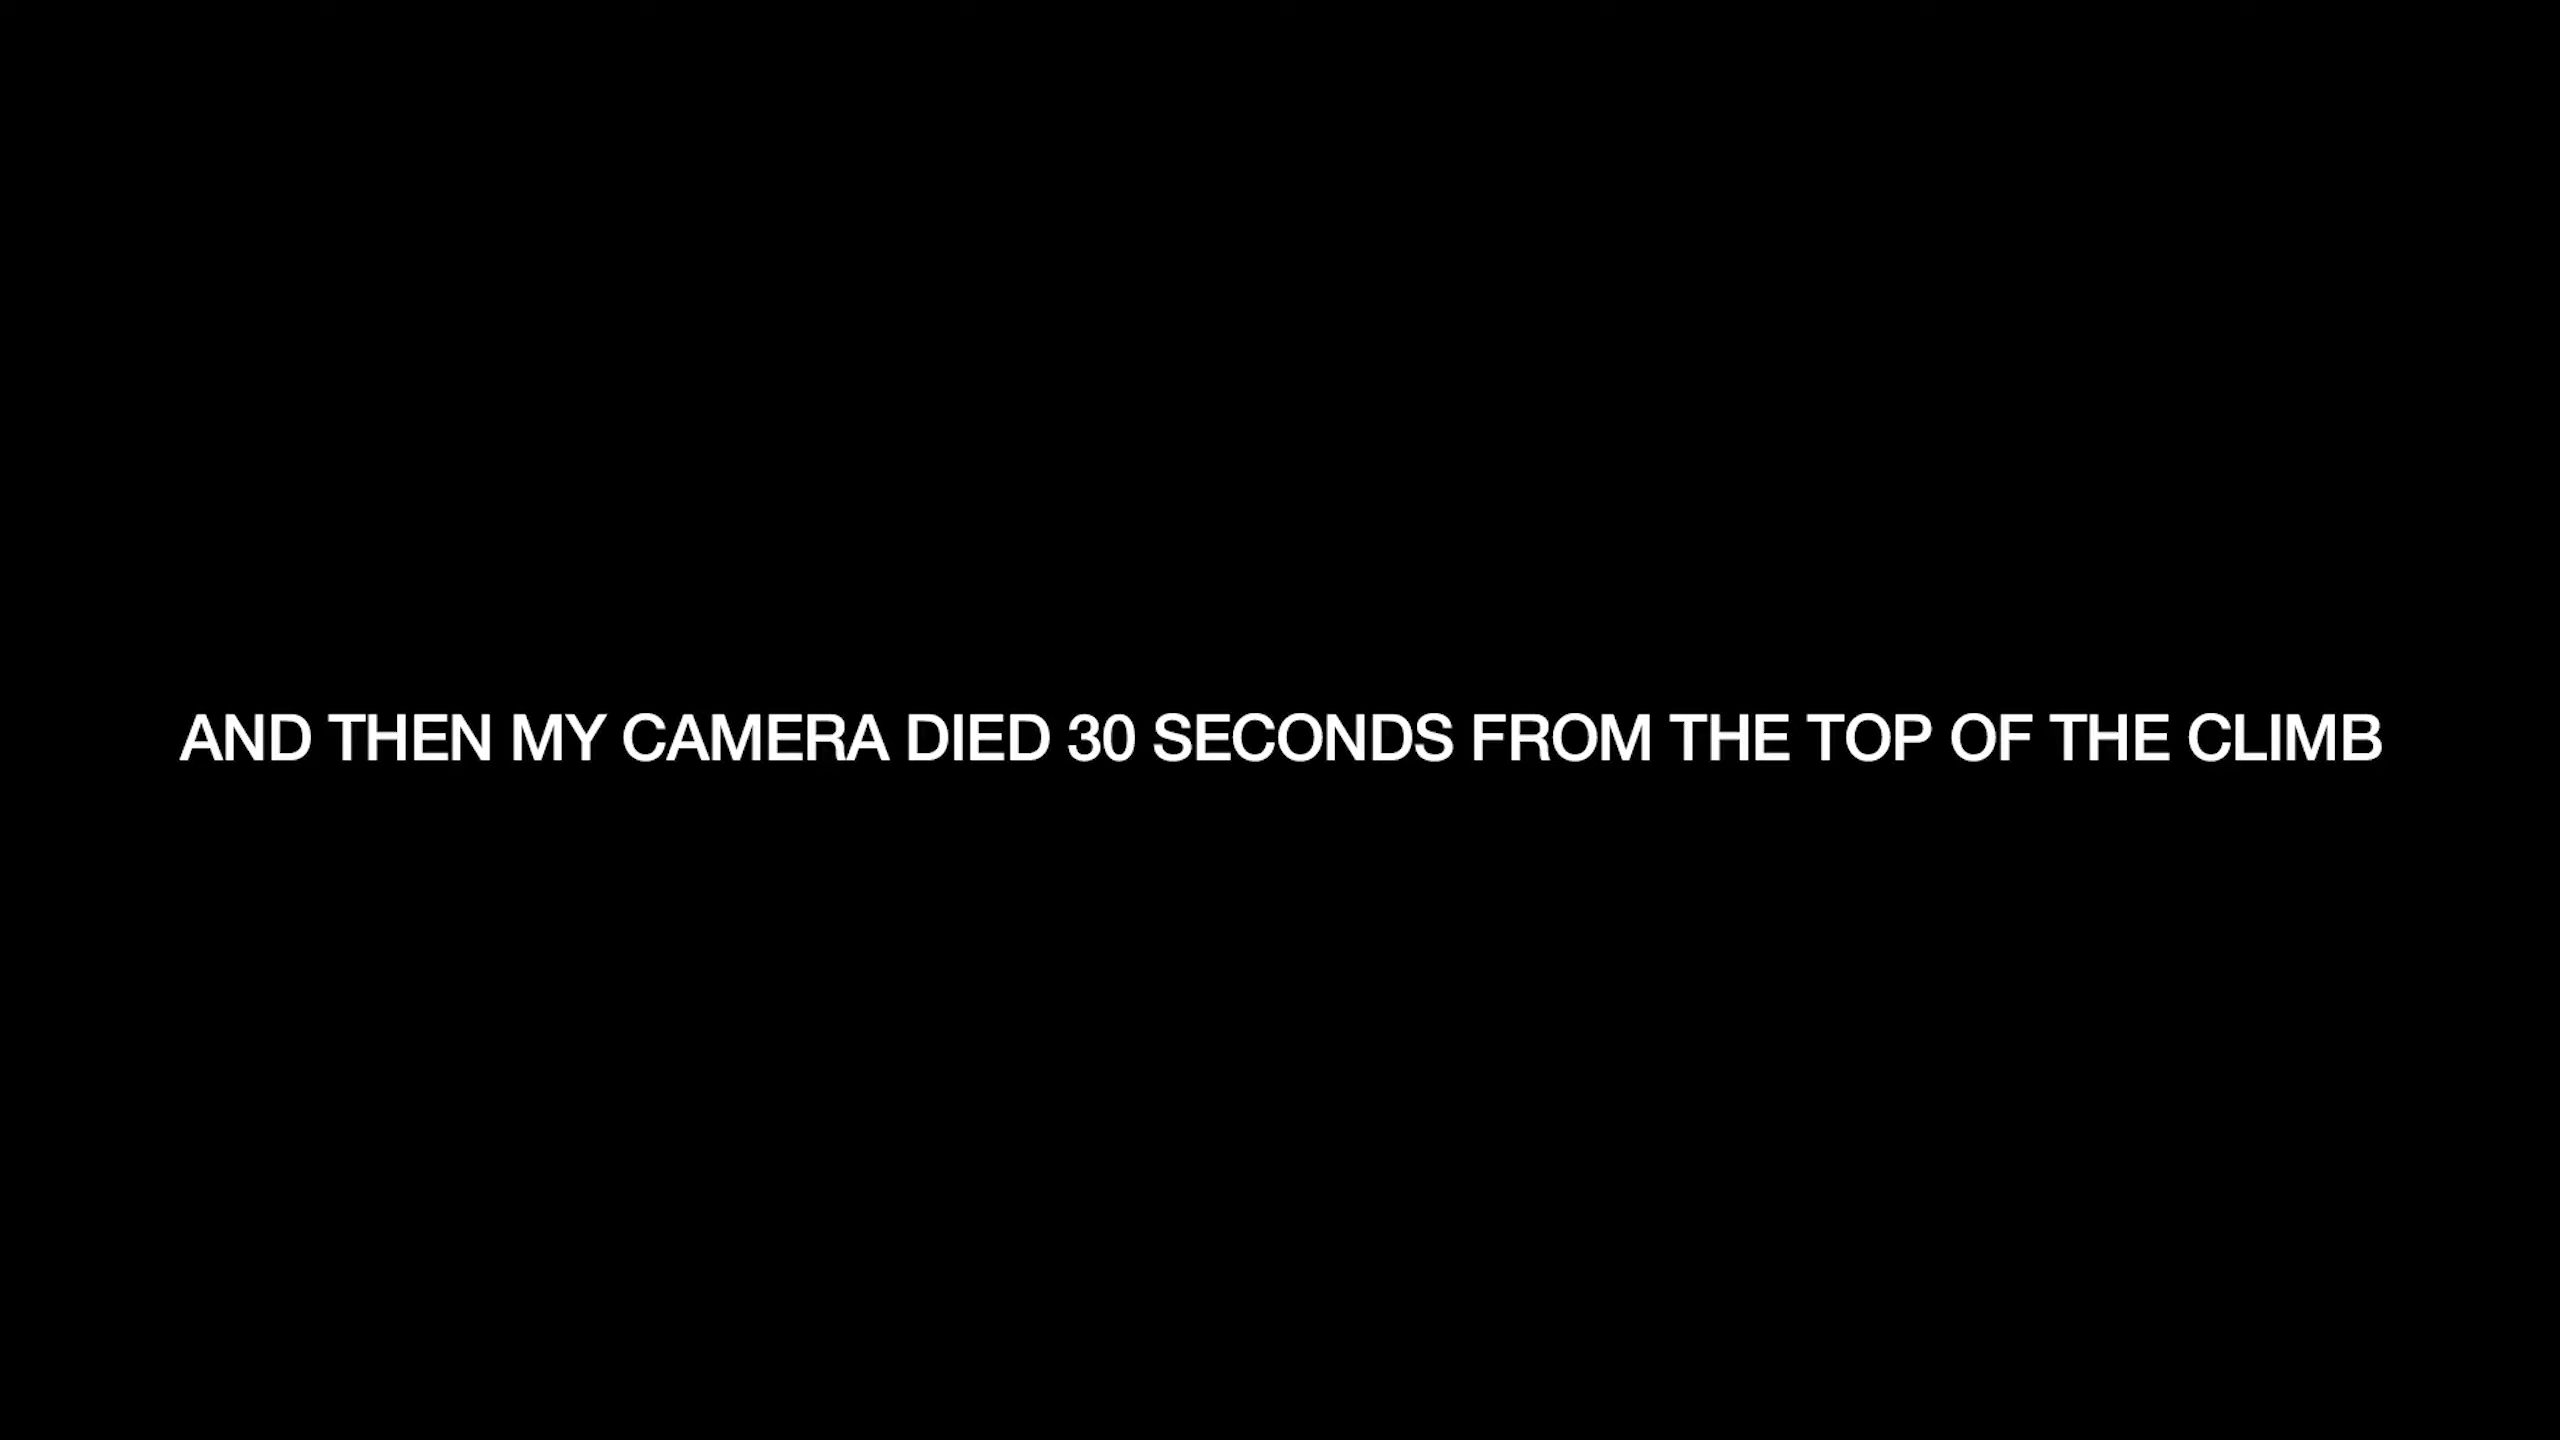 AND THEN MY CAMERA DIED 30 SECONDS FROM THE TOP OF THE CLIMB